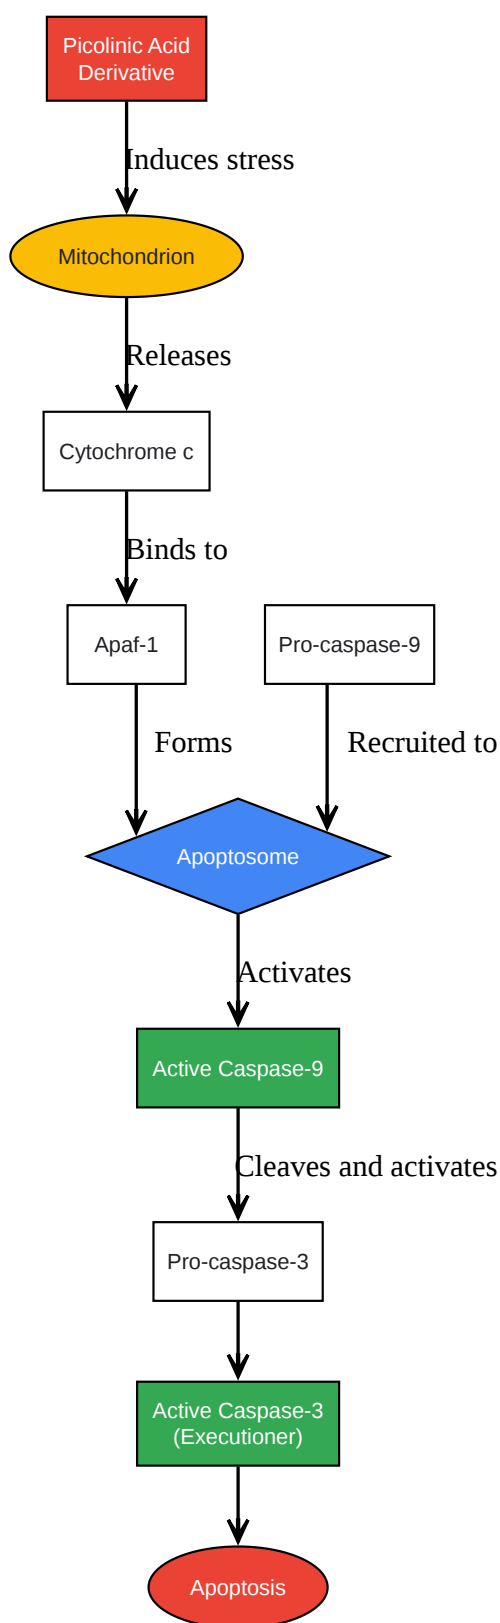 Picolinic Acid
Derivative
Induces stress
Mitochondrion
Releases
Cytochrome c
Binds to
Apaf-1
Pro-caspase-9
Forms
Recruited to
Apoptosome
Activates
Active Caspase-9
Cleaves and activates
Pro-caspase-3
Active Caspase-3
(Executioner)
Apoptosis